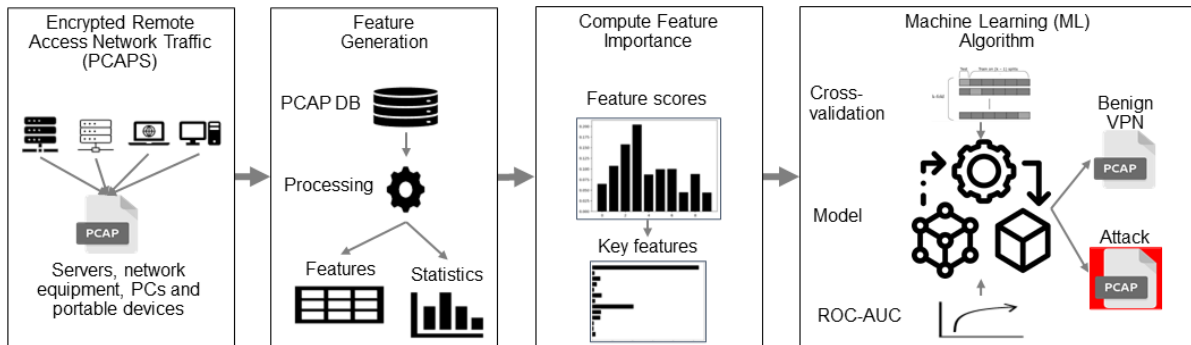 Encrypted Remote
Access Network Traffic
(PCAPS)
PCAP
Servers, network
equipment, PCs and
portable devices
Feature
Generation
PCAP DB
Processing
Features
Statistics
Compute Feature
Importance
Feature scores
Key features
Machine Learning (ML)
Algorithm
Cross-
validation
Model
ROC-AUC
Benign
VPN
PCAP
Attack
PCAP